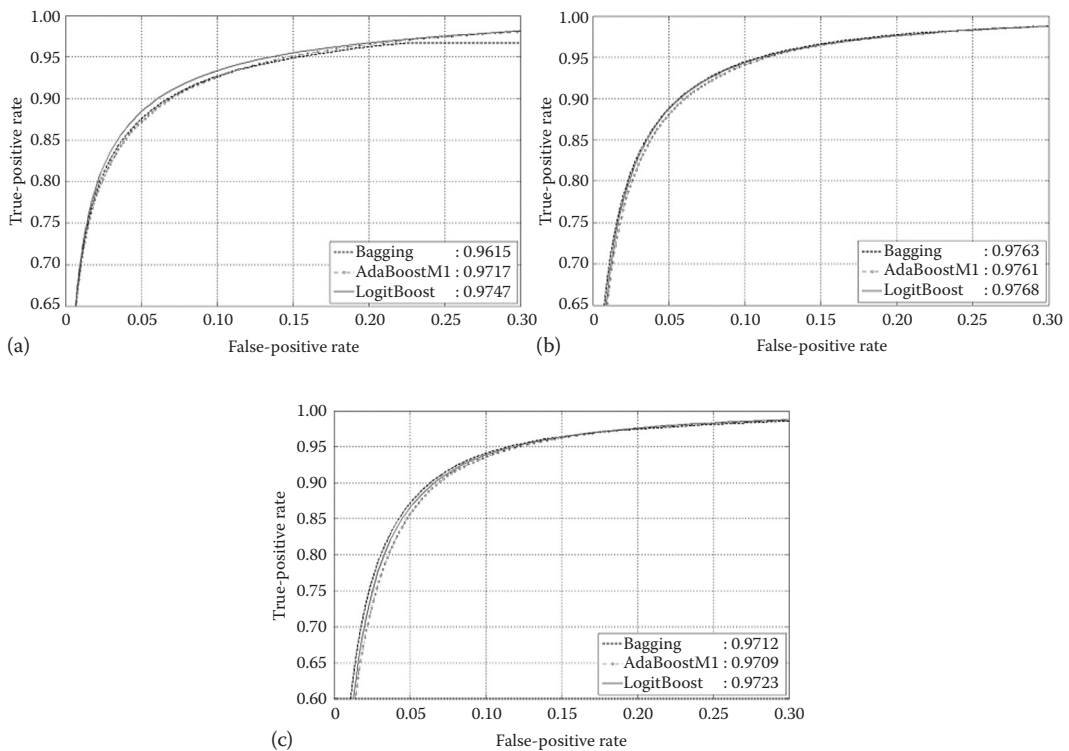 1.00
0.95
0.90
0.85
0.80
0.75
0.70
0.65
True-positive rate
Bagging : 0.9615
AdaBoostM1 : 0.9717
LogitBoost : 0.9747
0 0.05 0.10 0.15 0.20 0.25 0.30
False-positive rate
(a)
1.00
0.95
0.90
0.85
0.80
0.75
0.70
0.65
True-positive rate
Bagging : 0.9763
AdaBoostM1 : 0.9761
LogitBoost : 0.9768
0 0.05 0.10 0.15 0.20 0.25 0.30
False-positive rate
(b)
1.00
0.95
0.90
0.85
0.80
0.75
0.70
0.65
0.60
True-positive rate
Bagging : 0.9712
AdaBoostM1 : 0.9709
LogitBoost : 0.9723
0 0.05 0.10 0.15 0.20 0.25 0.30
False-positive rate
(c)